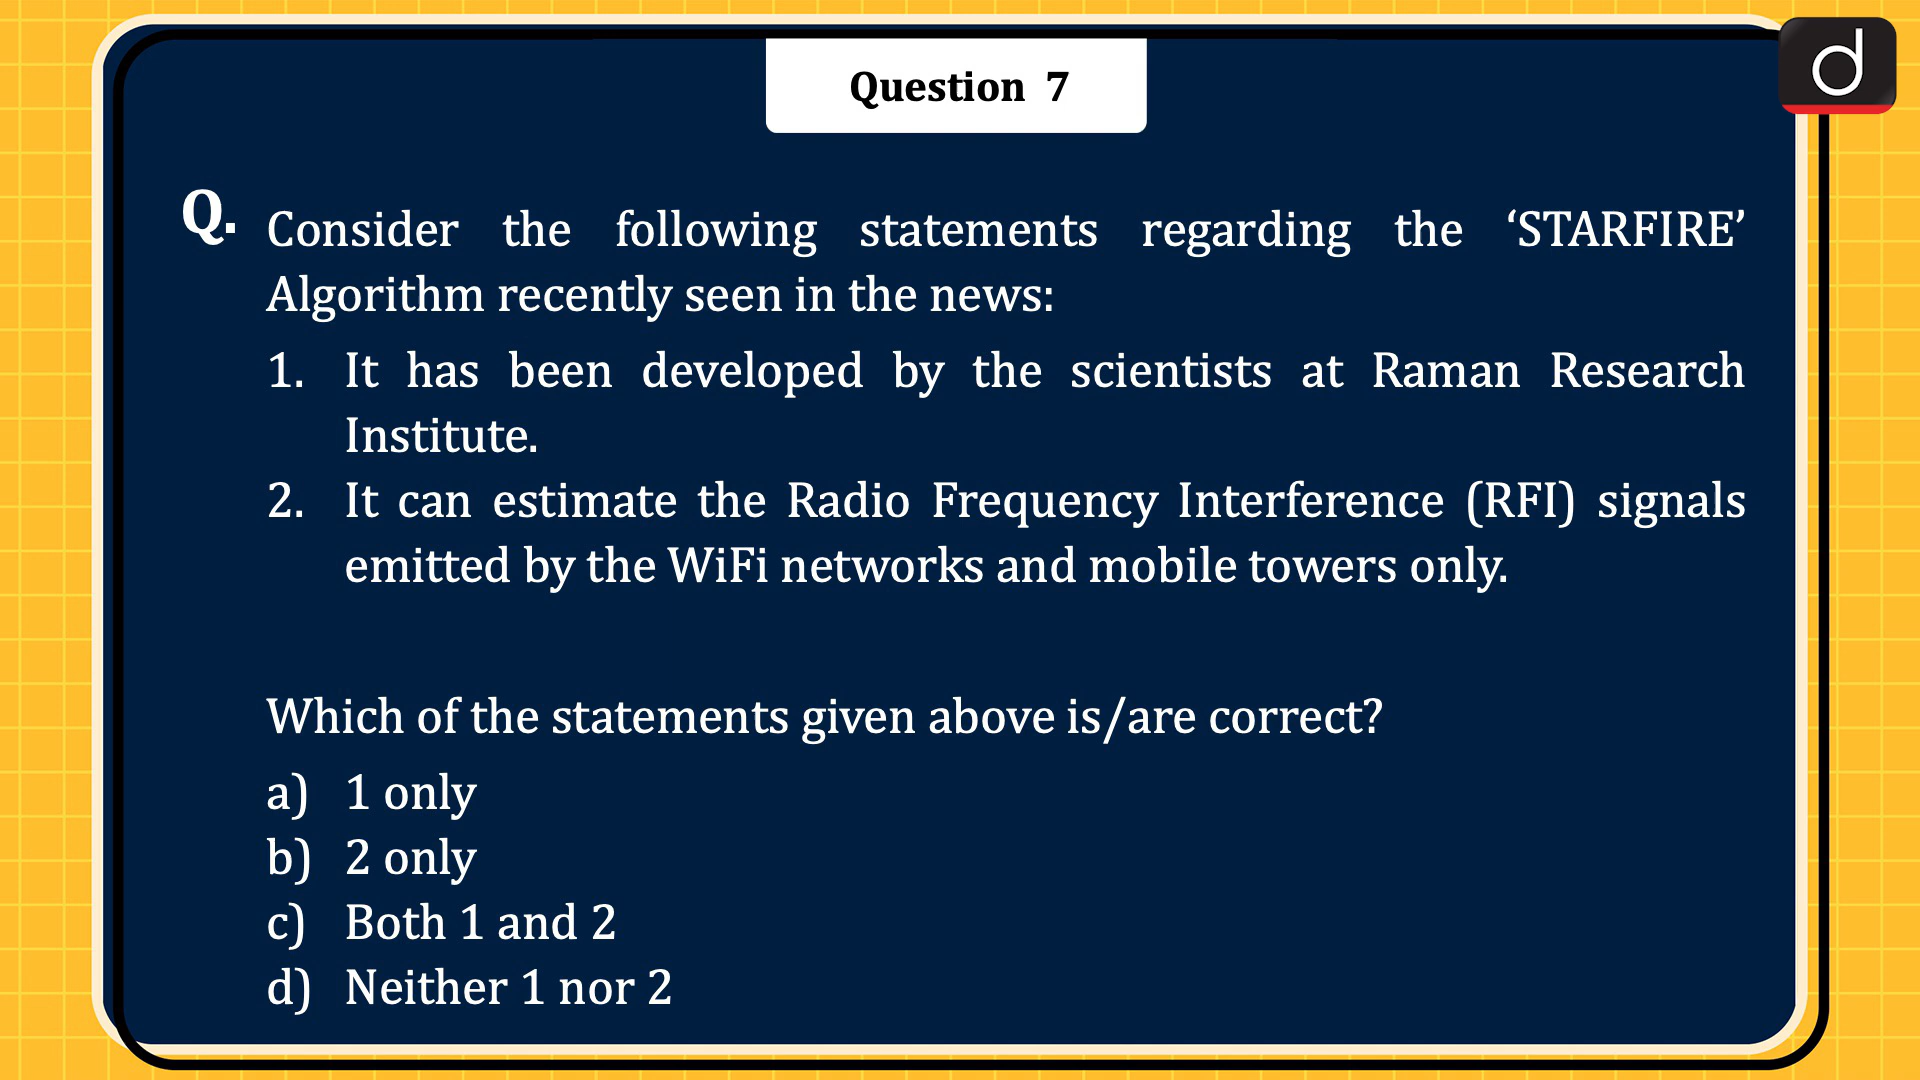 Question 7
Q. Consider the following statements regarding the ‘STARFIRE’
Algorithm recently seen in the news:
1. It has been developed by the scientists at Raman Research
Institute.
2. It can estimate the Radio Frequency Interference (RFI) signals
emitted by the WiFi networks and mobile towers only.
Which of the statements given above is/are correct?
a) 1 only
b) 2 only
c) Both 1 and 2
d) Neither 1 nor 2
d